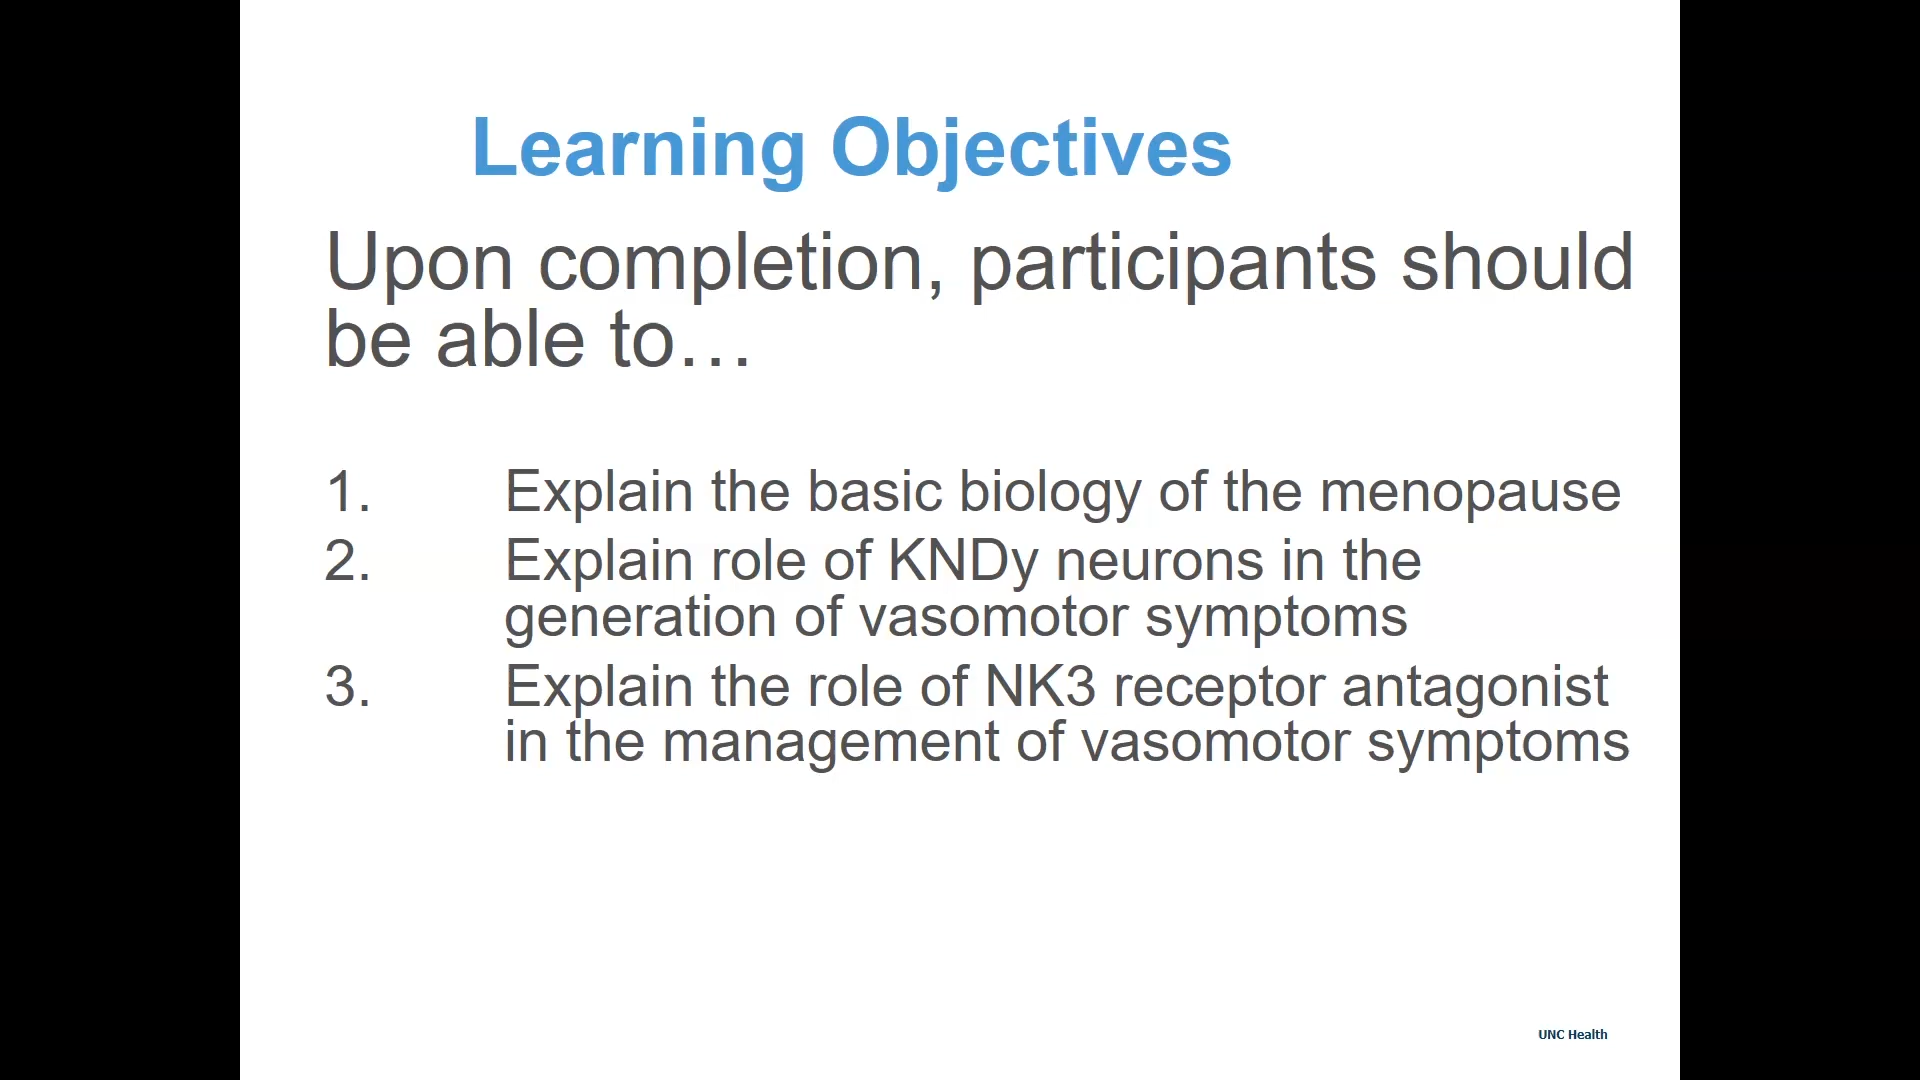 Learning Objectives
Upon completion, participants should
be able to…
1. Explain the basic biology of the menopause
2. Explain role of KNDy neurons in the
generation of vasomotor symptoms
3. Explain the role of NK3 receptor antagonist
in the management of vasomotor symptoms
UNC Health